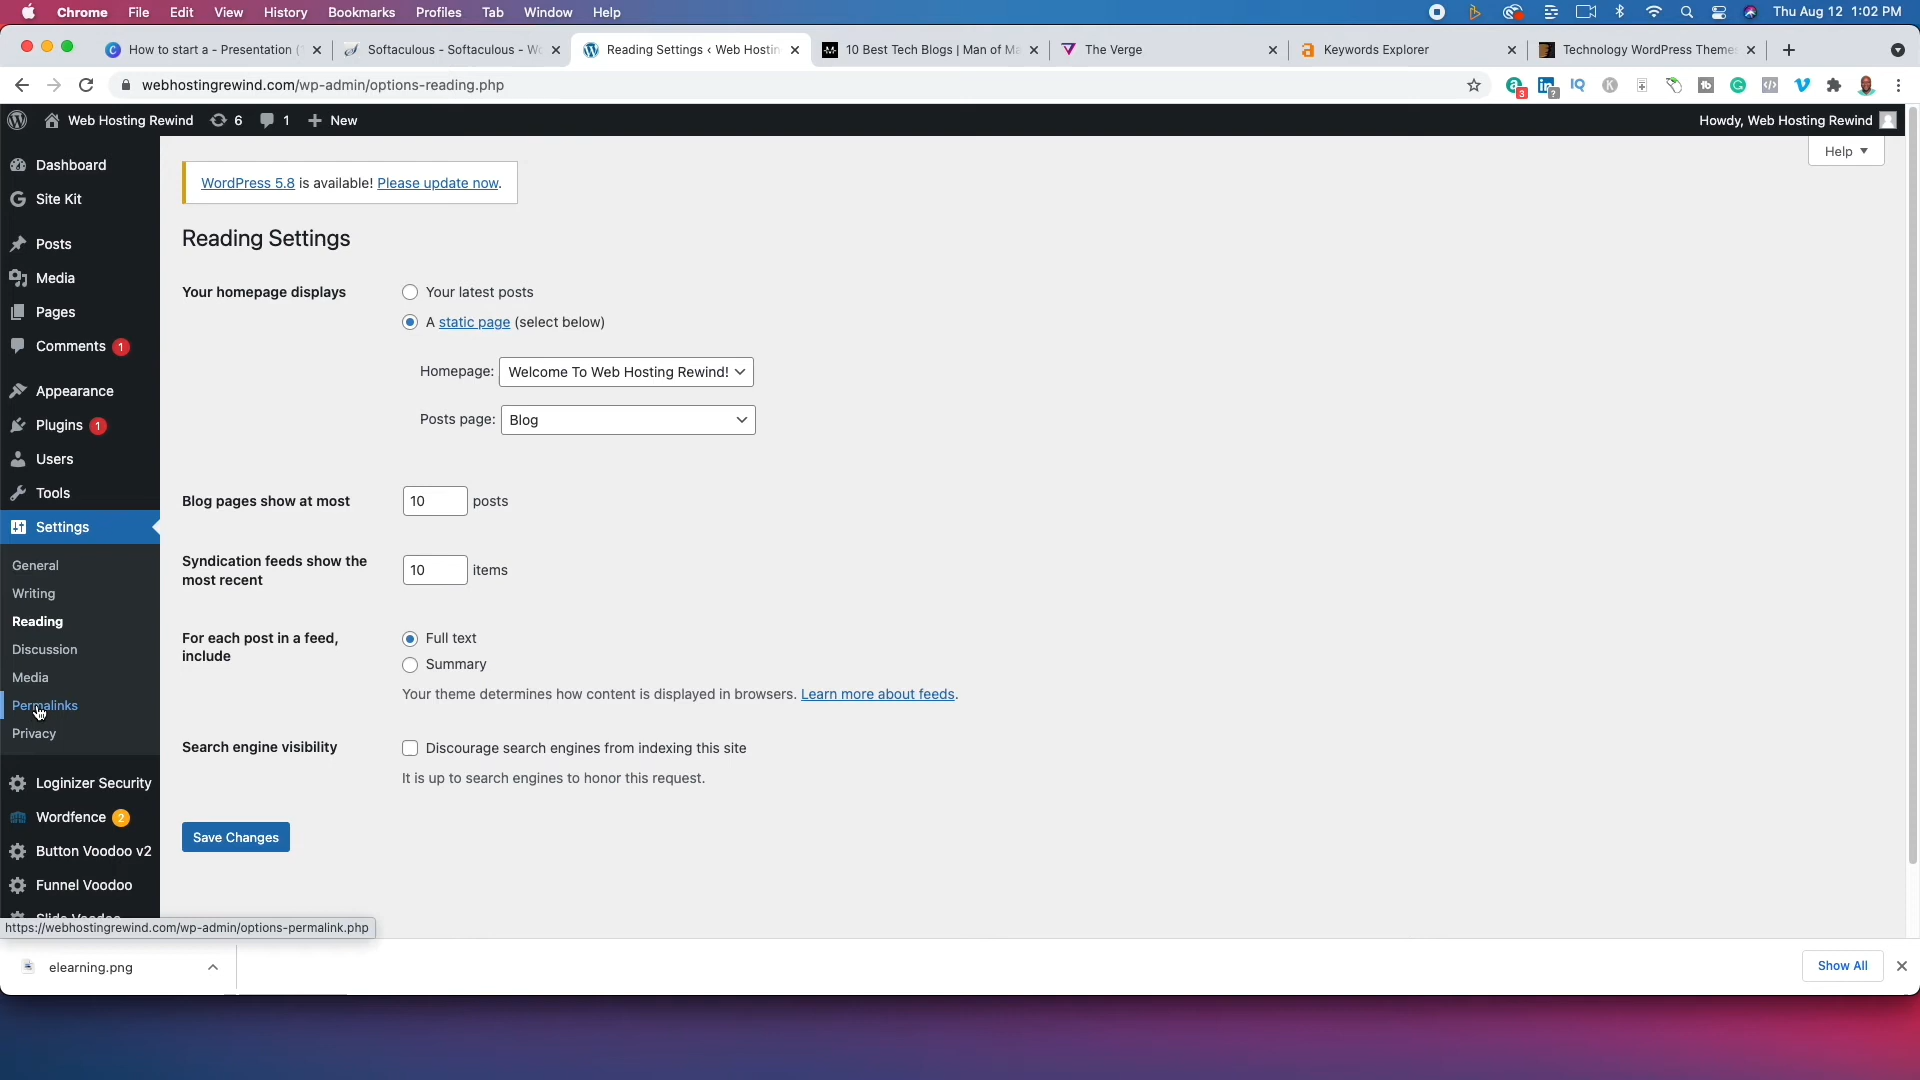 Chrome File Edit View History Bookmarks Profiles Tab Window Help Thu Aug 12 1:02 PM
How to start a - Presentation ( Softaculous - Softaculous - Wo Reading Settings ‹ Web Hostin 10 Best Tech Blogs | Man of Ma The Verge Keywords Explorer Technology WordPress Themes
webhostingrewind.com/wp-admin/options-reading.php
Web Hosting Rewind 6 1 New Howdy, Web Hosting Rewind
Help
Dashboard
Site Kit
Posts
Media
Pages
Comments 1
Appearance
Plugins 1
Users
Tools
Settings
General
Writing
Reading
Discussion
Media
Permalinks
Privacy
Loginizer Security
Wordfence 2
Button Voodoo v2
Funnel Voodoo
Slide Voodoo
WordPress 5.8 is available! Please update now.
Reading Settings
Your homepage displays
Your latest posts
A static page (select below)
Homepage: Welcome To Web Hosting Rewind!
Posts page: Blog
Blog pages show at most 10 posts
Syndication feeds show the
most recent
10 items
For each post in a feed,
include
Full text
Summary
Your theme determines how content is displayed in browsers. Learn more about feeds.
Search engine visibility
Discourage search engines from indexing this site
It is up to search engines to honor this request.
Save Changes
https://webhostingrewind.com/wp-admin/options-permalink.php
elearning.png
Show All